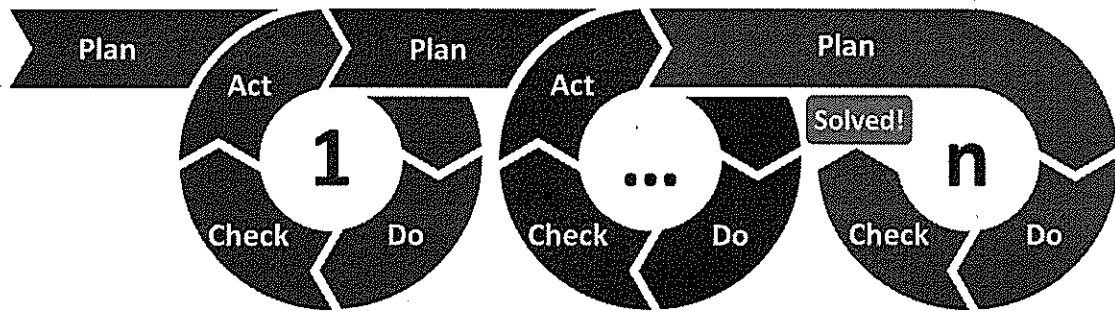 Plan
Plan
Plan
Act
Act
Solved!
1
...
n
Check
Do
Check
Do
Check
Do